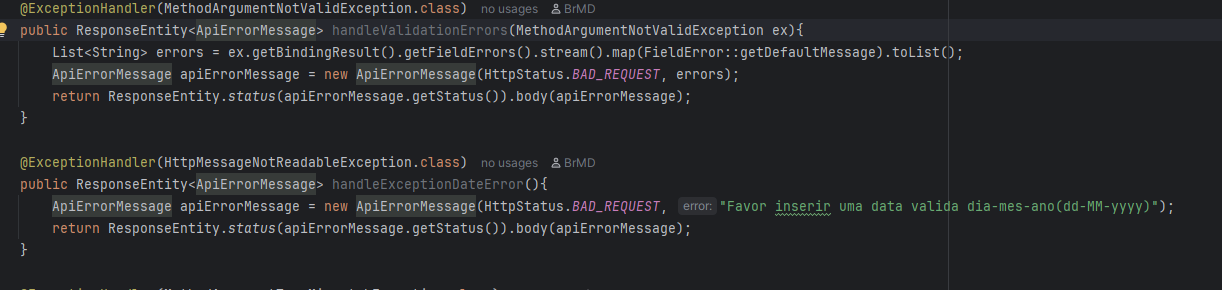 @ExceptionHandler(MethodArgumentNotValidException.class) no usages BrMD
public ResponseEntity<ApiErrorMessage> handleValidationErrors(MethodArgumentNotValidException ex){
List<String> errors = ex.getBindingResult().getFieldErrors().stream().map(FieldError::getDefaultMessage).toList();
ApiErrorMessage apiErrorMessage = new ApiErrorMessage(HttpStatus.BAD_REQUEST, errors);
return ResponseEntity.status(apiErrorMessage.getStatus()).body(apiErrorMessage);
}
@ExceptionHandler(HttpMessageNotReadableException.class) no usages BrMD
public ResponseEntity<ApiErrorMessage> handleExceptionDateError(){
ApiErrorMessage apiErrorMessage = new ApiErrorMessage(HttpStatus.BAD_REQUEST, error: "Favor inserir uma data valida dia-mes-ano(dd-MM-yyyy)");
return ResponseEntity.status(apiErrorMessage.getStatus()).body(apiErrorMessage);
}